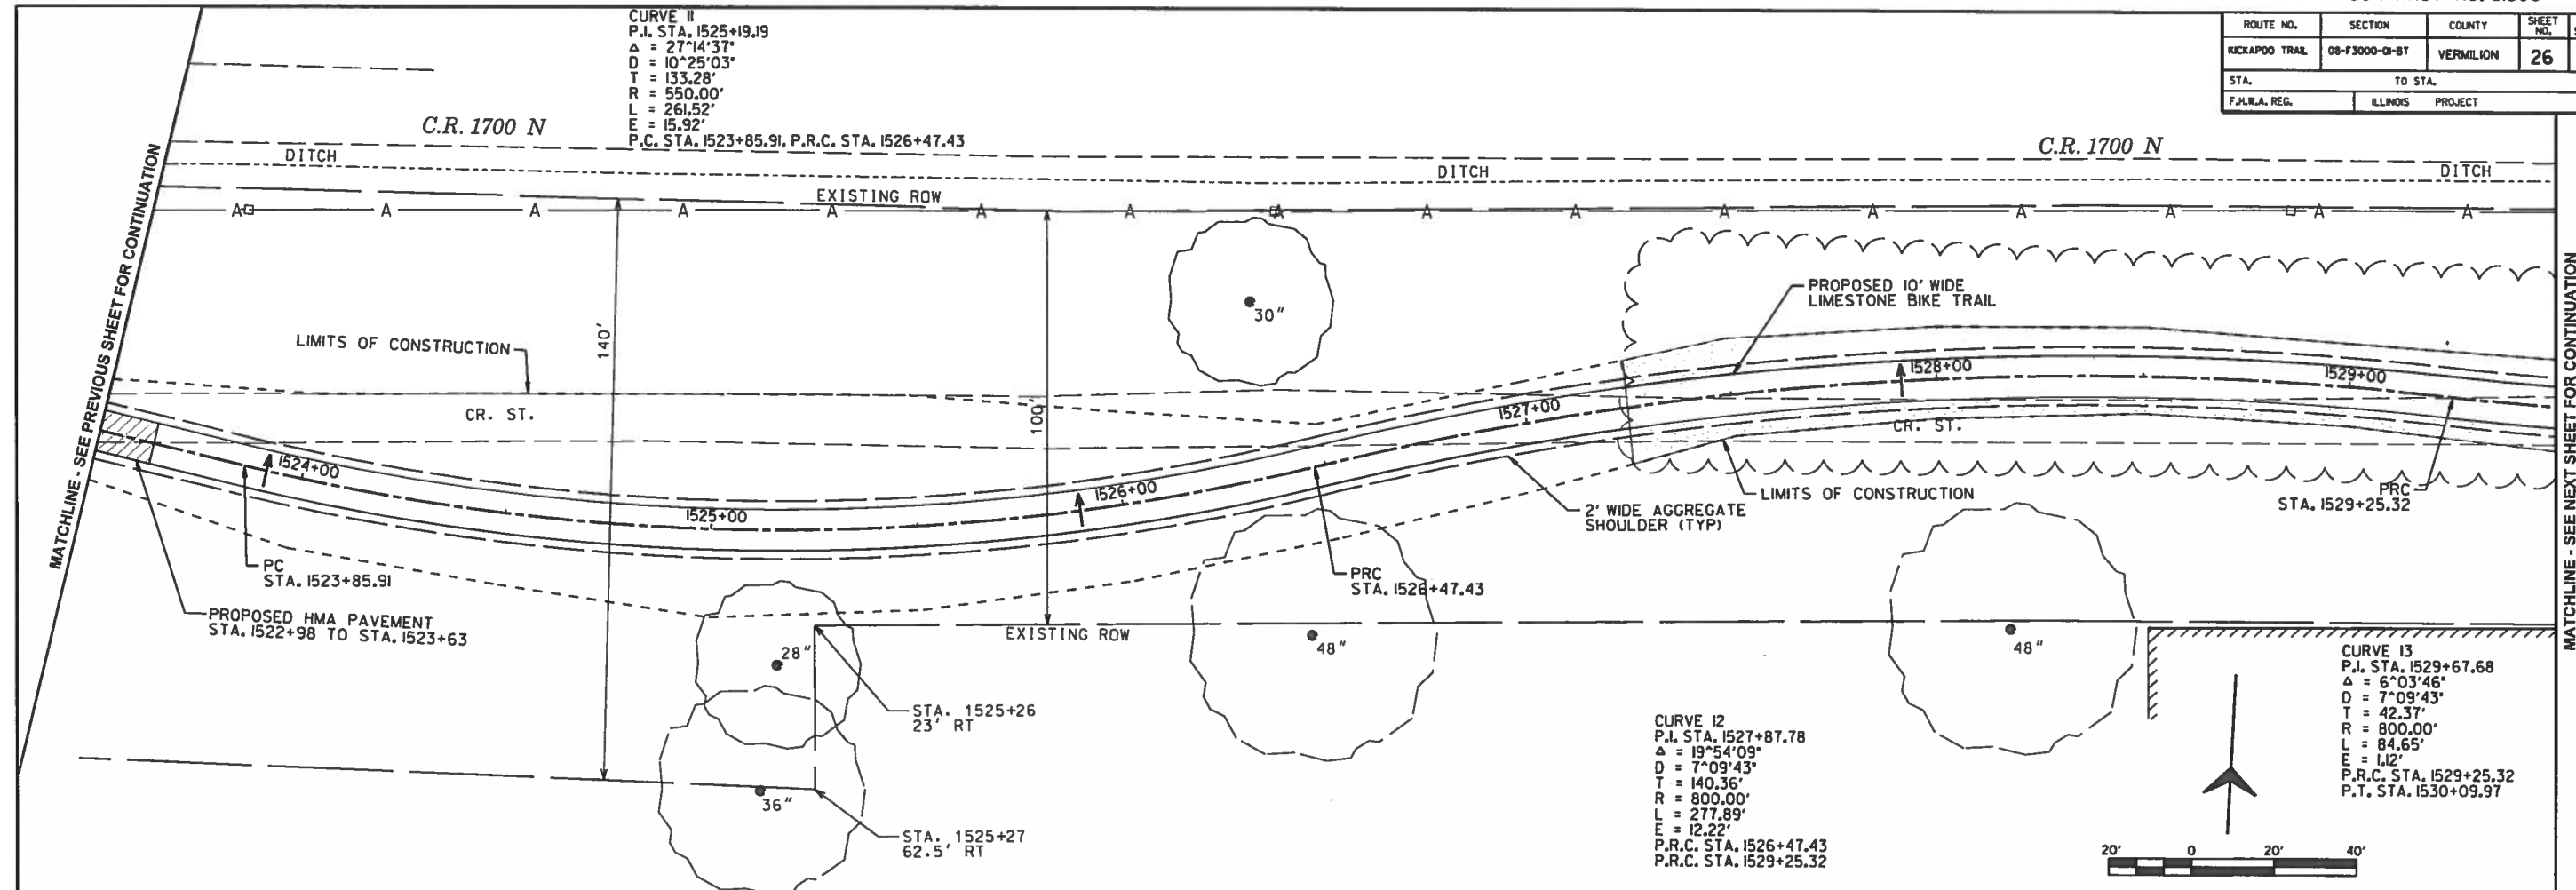 ROUTE NO. SECTION COUNTY SHEET NO.
KICKAPOO TRAIL 08-F3000-01-BT VERMILION 26
STA. TO STA.
F.H.W.A. REG. ILLINOIS PROJECT
CURVE 11
P.I. STA. 1525+19.19
Δ = 27^14'37"
D = 10^25'03"
T = 133.28'
R = 550.00'
L = 261.52'
E = 15.92'
P.C. STA. 1523+85.91, P.R.C. STA. 1526+47.43
C.R. 1700 N
C.R. 1700 N
DITCH
DITCH
DITCH
EXISTING ROW
A A A A A A A A A A A A A A A A
MATCHLINE - SEE PREVIOUS SHEET FOR CONTINUATION
MATCHLINE - SEE NEXT SHEET FOR CONTINUATION
30"
PROPOSED 10' WIDE
LIMESTONE BIKE TRAIL
LIMITS OF CONSTRUCTION
140'
100'
CR. ST.
1524+00
1525+00
1526+00
1527+00
1528+00
1529+00
CR. ST.
LIMITS OF CONSTRUCTION
2' WIDE AGGREGATE
SHOULDER (TYP)
PRC
STA. 1529+25.32
PC
STA. 1523+85.91
PRC
STA. 1526+47.43
PROPOSED HMA PAVEMENT
STA. 1522+98 TO STA. 1523+63
EXISTING ROW
28"
48"
48"
36"
STA. 1525+26
23' RT
STA. 1525+27
62.5' RT
CURVE 12
P.I. STA. 1527+87.78
Δ = 19^54'09"
D = 7^09'43"
T = 140.36'
R = 800.00'
L = 277.89'
E = 12.22'
P.R.C. STA. 1526+47.43
P.R.C. STA. 1529+25.32
CURVE 13
P.I. STA. 1529+67.68
Δ = 6^03'46"
D = 7^09'43"
T = 42.37'
R = 800.00'
L = 84.65'
E = 1.12'
P.R.C. STA. 1529+25.32
P.T. STA. 1530+09.97
20' 0 20' 40'